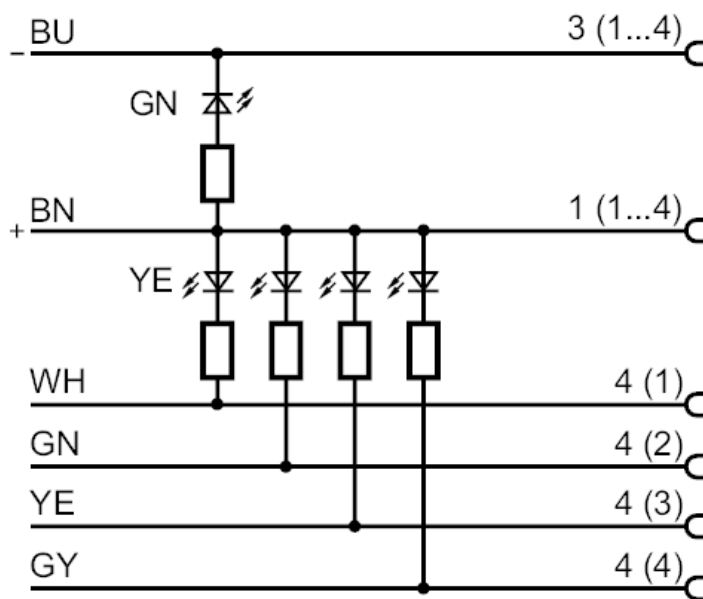 − BU 3 (1...4)
GN
+ BN 1 (1...4)
YE
WH 4 (1)
GN 4 (2)
YE 4 (3)
GY 4 (4)